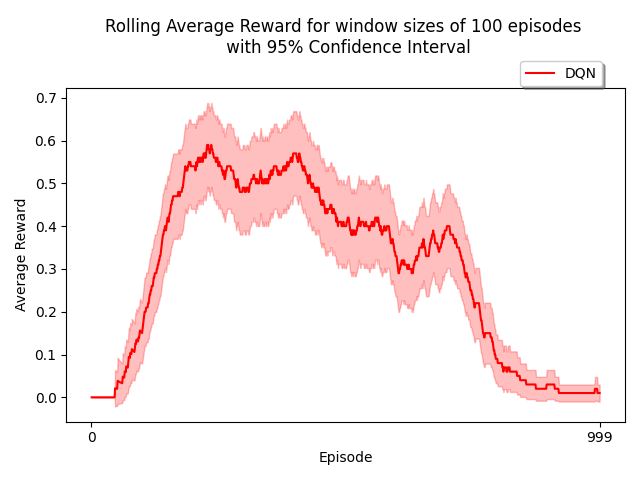 Rolling Average Reward for window sizes of 100 episodes
with 95% Confidence Interval
DQN
0.7
0.6
0.5
0.4
0.3
0.2
0.1
0.0
Average Reward
0
999
Episode